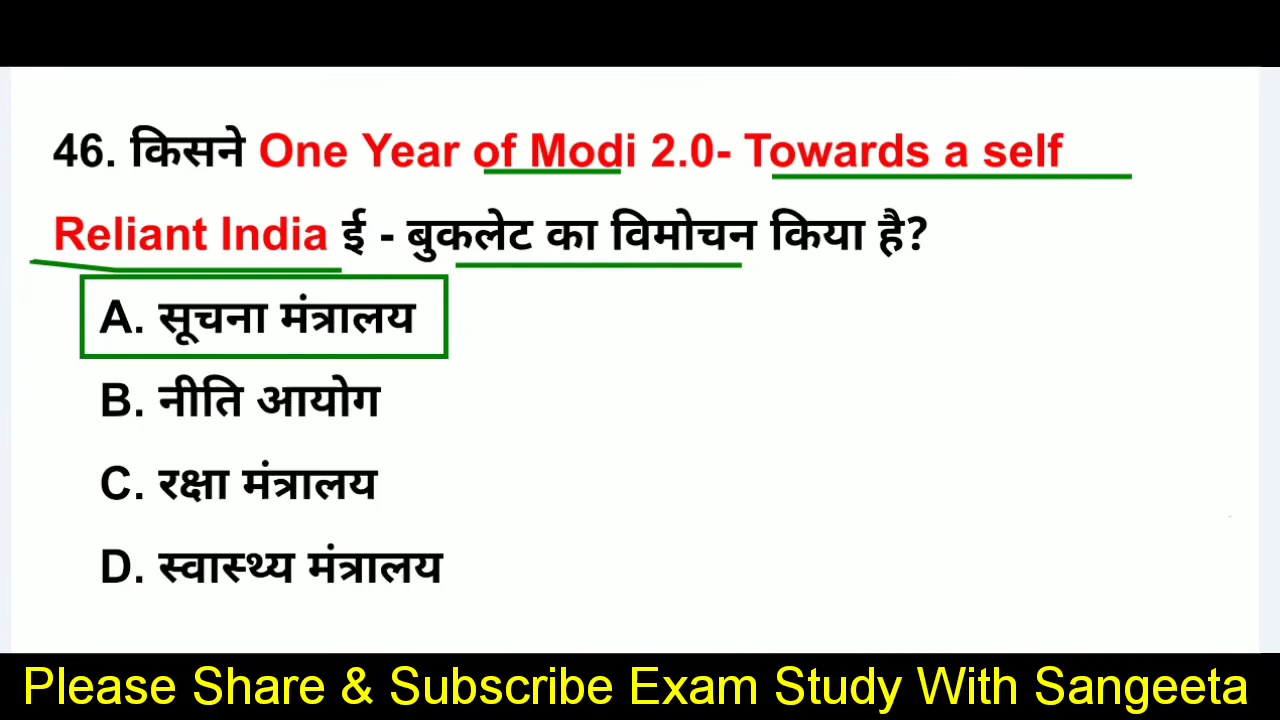 46. किसने One Year of Modi 2.0- Towards a self
Reliant India ई - बुकलेट का विमोचन किया है?
A. सूचना मंत्रालय
B. नीति आयोग
C. रक्षा मंत्रालय
D. स्वास्थ्य मंत्रालय
Please Share & Subscribe Exam Study With Sangeeta